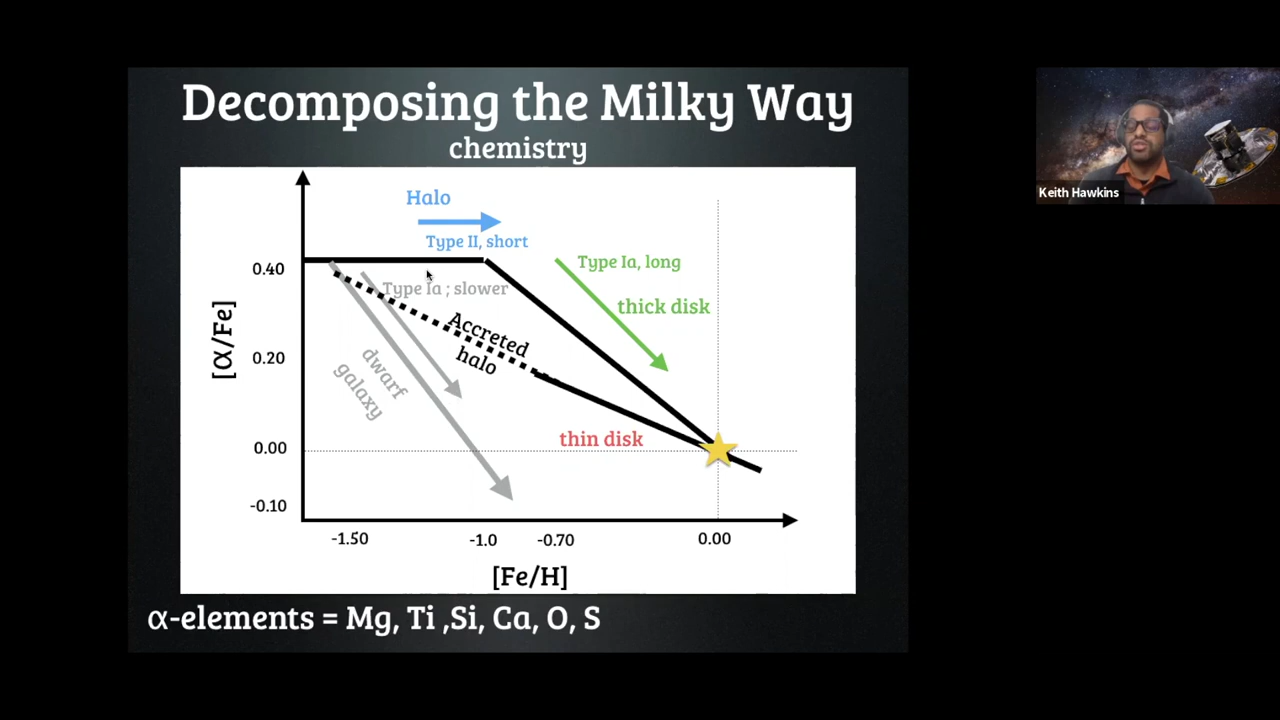 Decomposing the Milky Way
chemistry
Halo
Type II, short
Type Ia, long
thick disk
Type Ia ; slower
Accreted
halo
dwarf
galaxy
thin disk
[α/Fe]
0.40
0.20
0.00
-0.10
-1.50
-1.0
-0.70
0.00
[Fe/H]
α-elements = Mg, Ti ,Si, Ca, O, S
Keith Hawkins